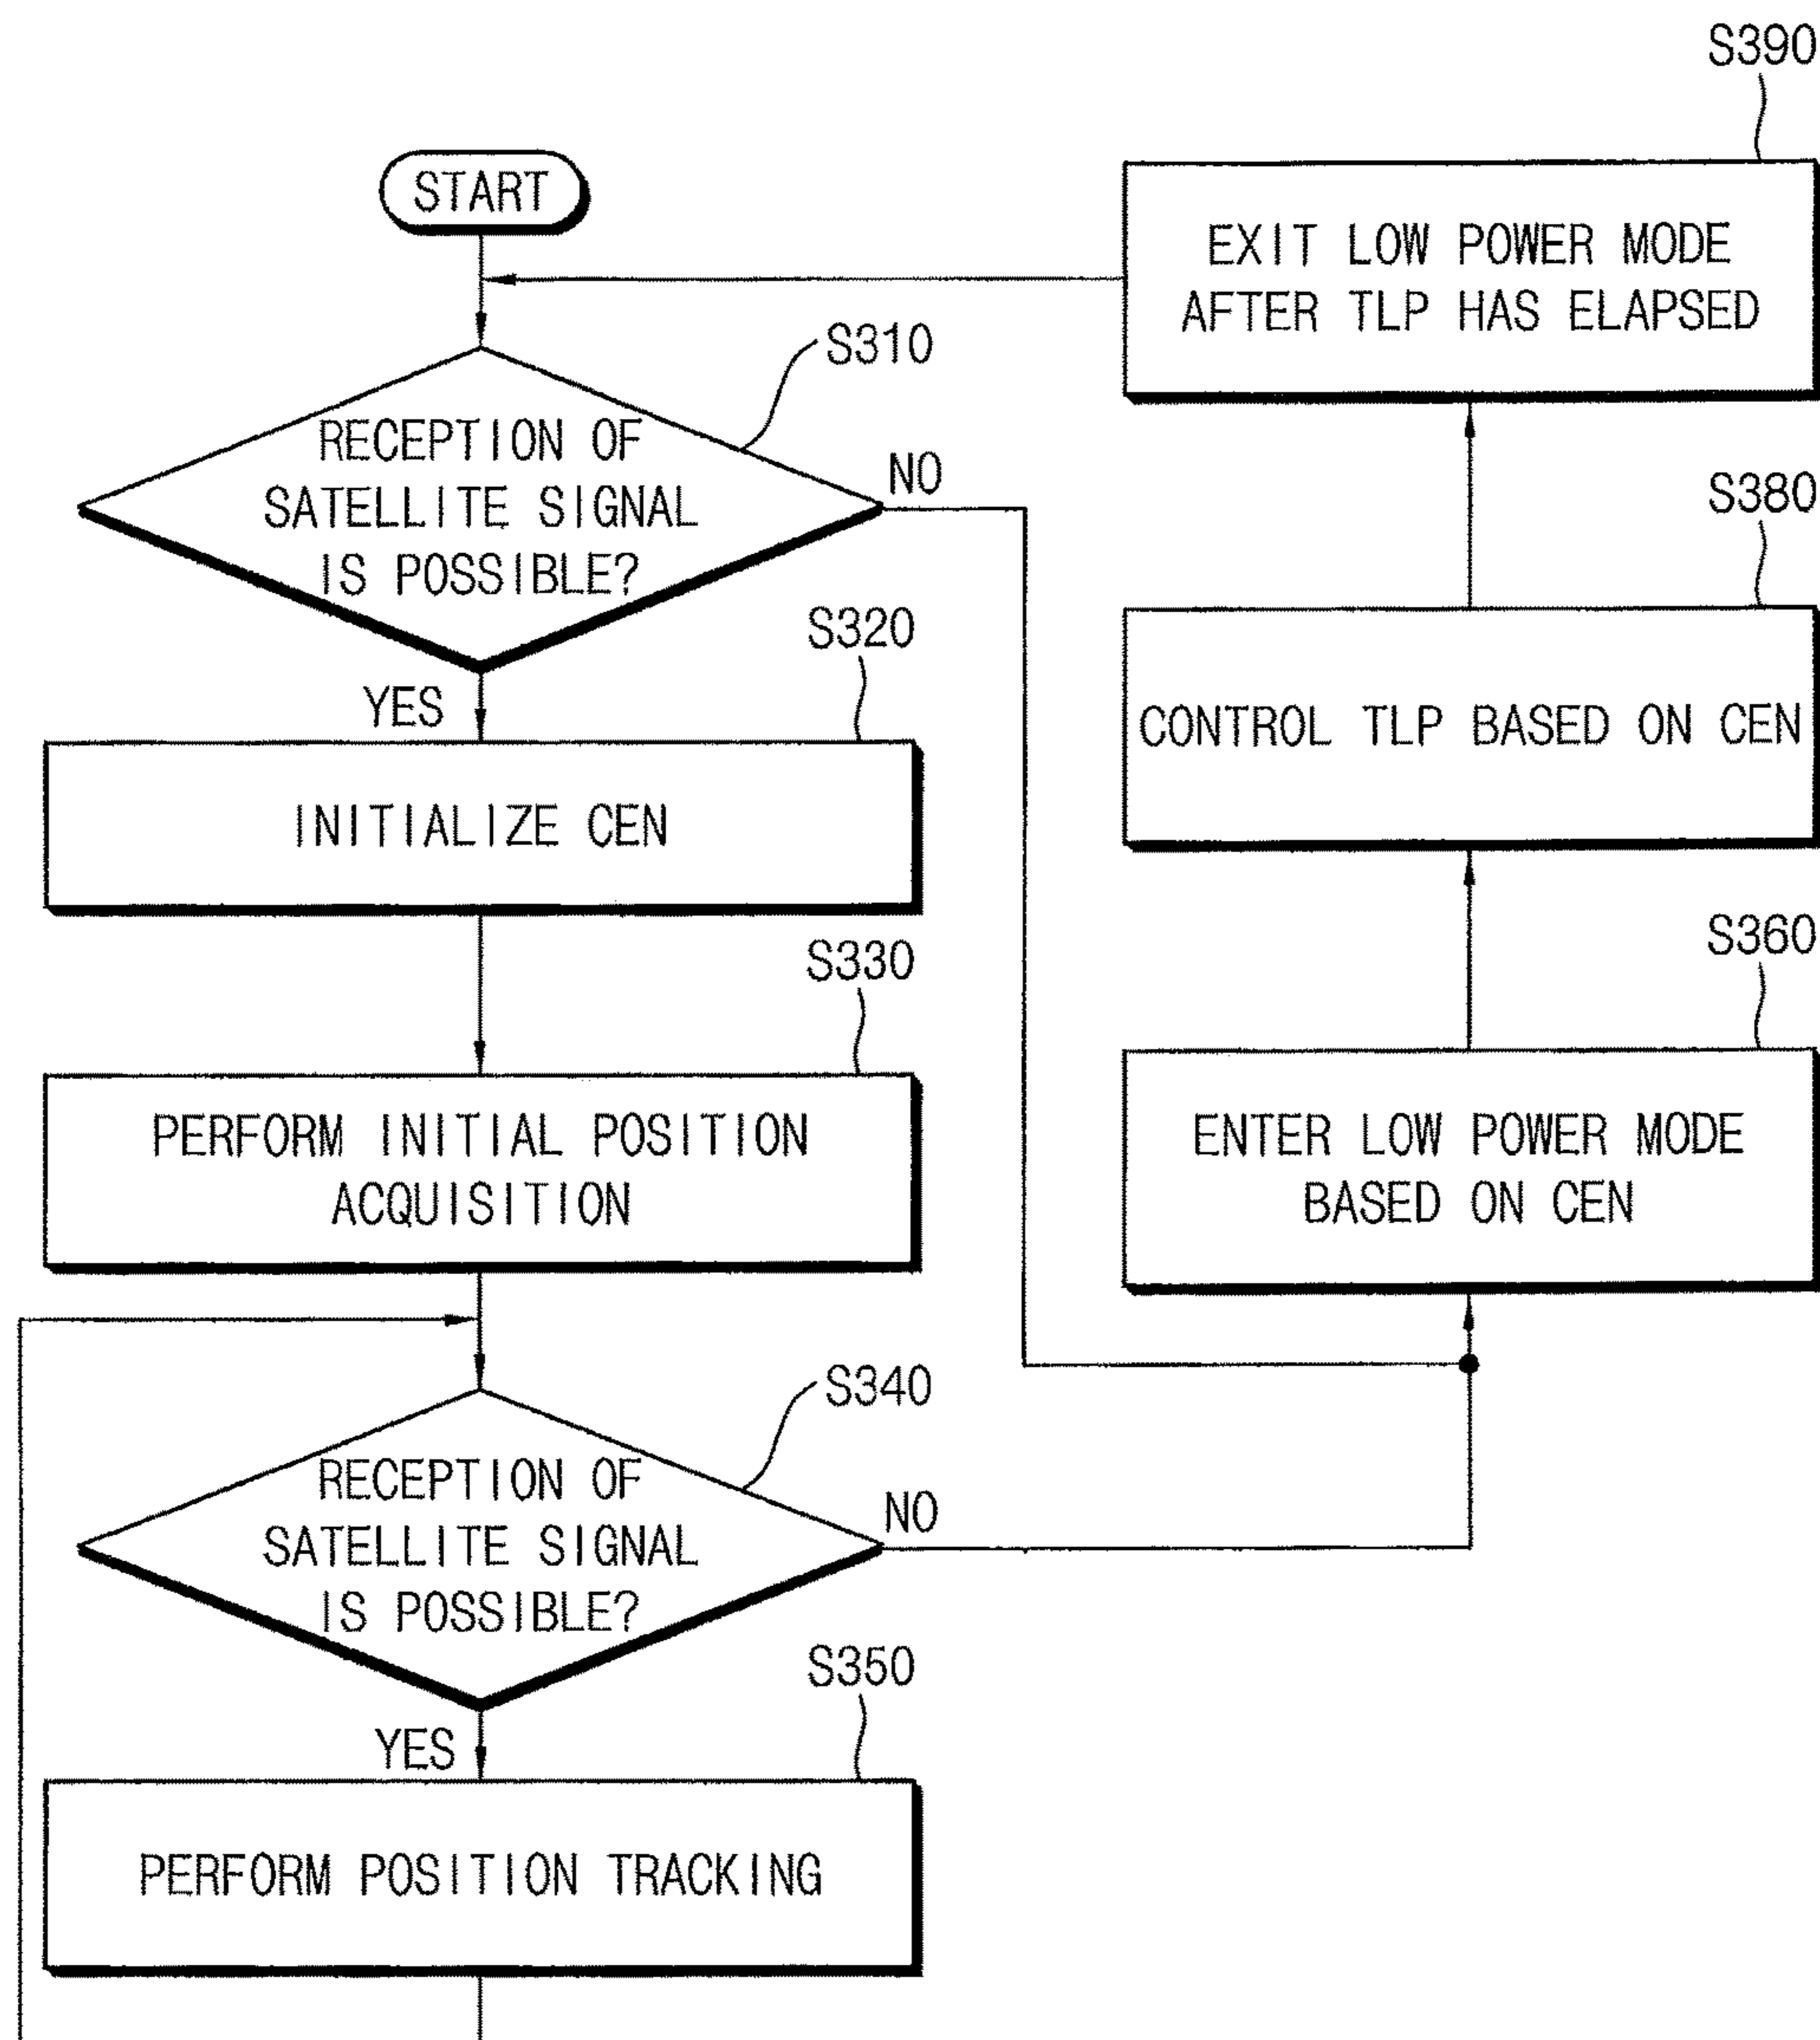 START
S310
RECEPTION OF
SATELLITE SIGNAL
IS POSSIBLE?
NO
YES
S320
INITIALIZE CEN
S330
PERFORM INITIAL POSITION
ACQUISITION
S340
RECEPTION OF
SATELLITE SIGNAL
IS POSSIBLE?
NO
YES
S350
PERFORM POSITION TRACKING
S390
EXIT LOW POWER MODE
AFTER TLP HAS ELAPSED
S380
CONTROL TLP BASED ON CEN
S360
ENTER LOW POWER MODE
BASED ON CEN